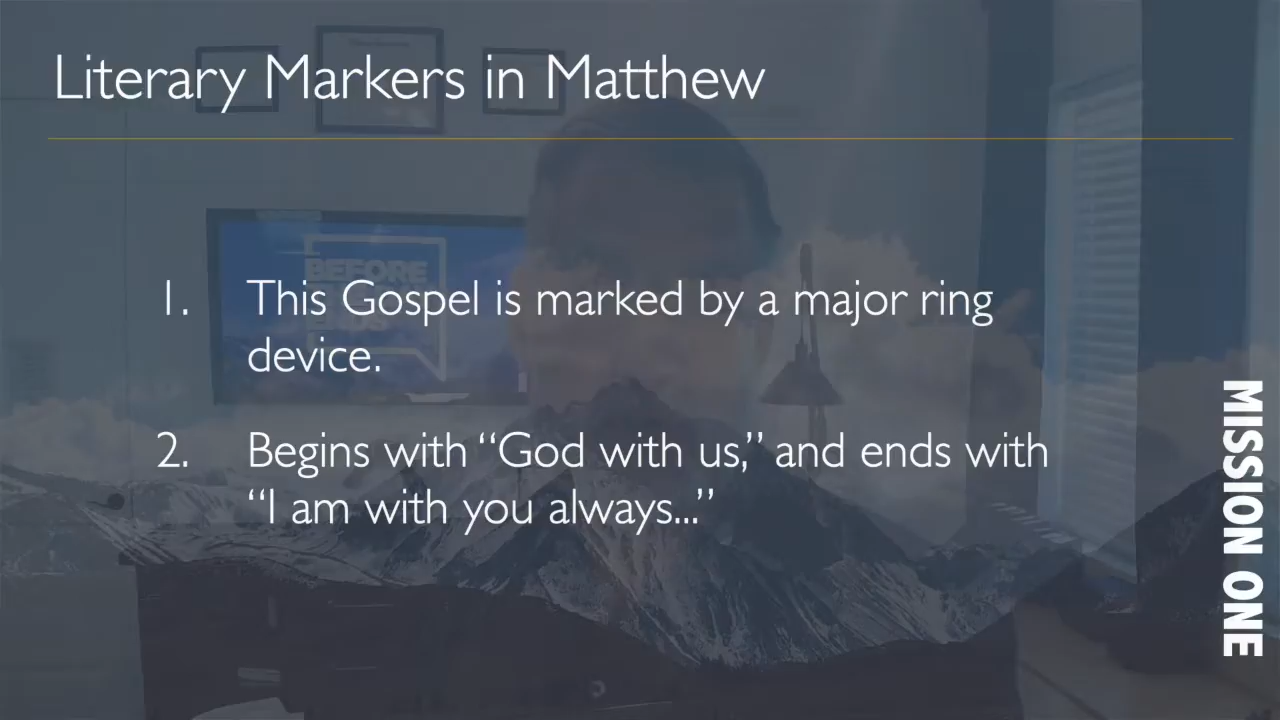 Literary Markers in Matthew
BEFORE
1. This Gospel is marked by a major ring
device.
2. Begins with “God with us,” and ends with
“I am with you always...”
MISSION ONE